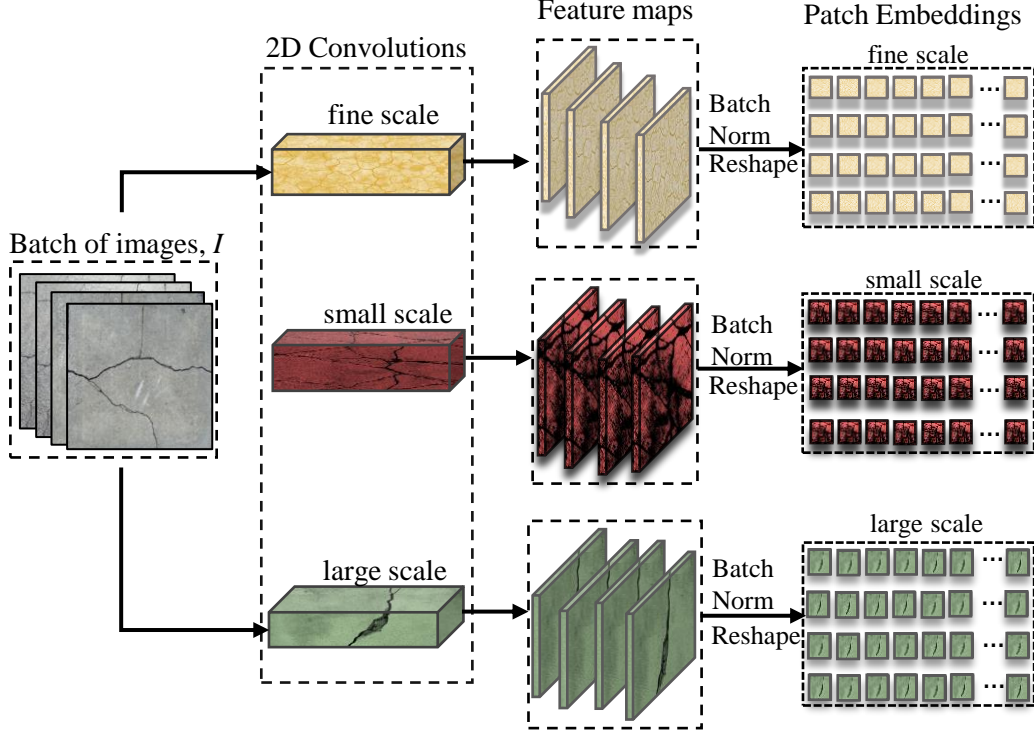 Feature maps
Patch Embeddings
2D Convolutions
fine scale
fine scale
Batch
Norm
Reshape
...
...
...
...
Batch of images, I
small scale
small scale
Batch
Norm
Reshape
...
...
...
...
large scale
large scale
Batch
Norm
Reshape
...
...
...
...